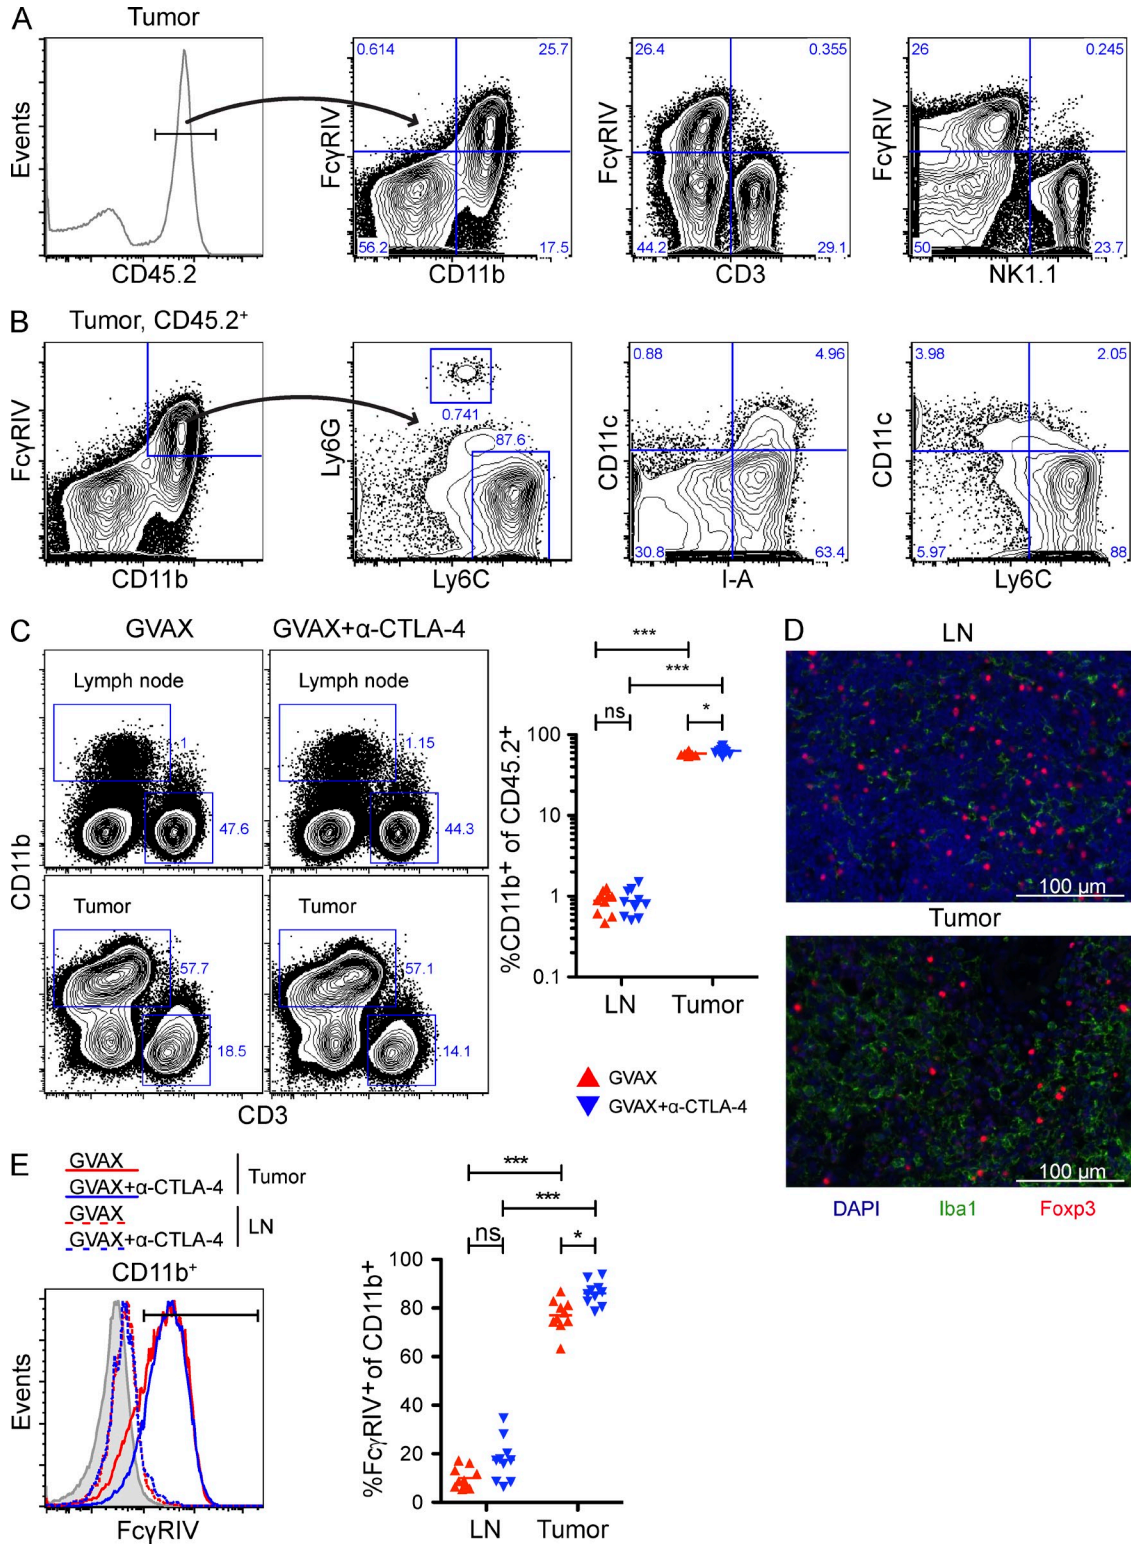 A
Tumor
Events
CD45.2
FcγRIV
0.614
25.7
56.2
17.5
CD11b
FcγRIV
26.4
0.355
44.2
29.1
CD3
FcγRIV
26
0.245
50
23.7
NK1.1
B
Tumor, CD45.2⁺
FcγRIV
CD11b
Ly6G
0.741
87.6
Ly6C
CD11c
0.88
4.96
30.8
63.4
I-A
CD11c
3.98
2.05
5.97
88
Ly6C
C
GVAX
GVAX+α-CTLA-4
Lymph node
1
47.6
Lymph node
1.15
44.3
Tumor
57.7
18.5
Tumor
57.1
14.1
CD11b
CD3
***
***
ns
*
%CD11b⁺ of CD45.2⁺
100
10
1
0.1
LN
Tumor
GVAX
GVAX+α-CTLA-4
D
LN
100 µm
Tumor
100 µm
DAPI
Iba1
Foxp3
E
GVAX
GVAX+α-CTLA-4
Tumor
GVAX
GVAX+α-CTLA-4
LN
CD11b⁺
Events
FcγRIV
***
***
ns
*
%FcγRIV⁺ of CD11b⁺
100
80
60
40
20
0
LN
Tumor